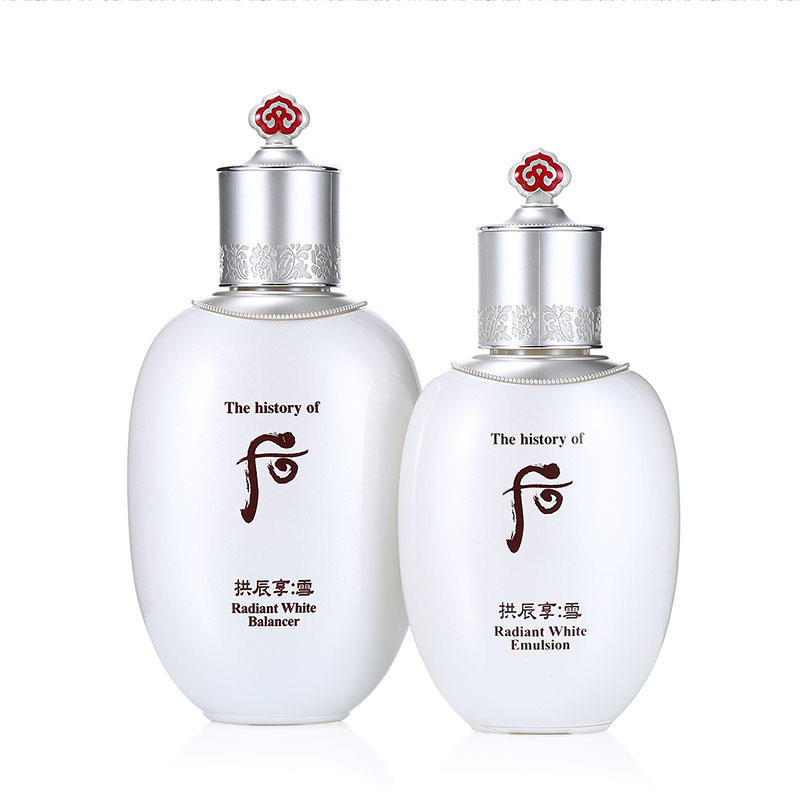 The history of
后
拱辰享:雪
Radiant White
Balancer
The history of
后
拱辰享:雪
Radiant White
Emulsion